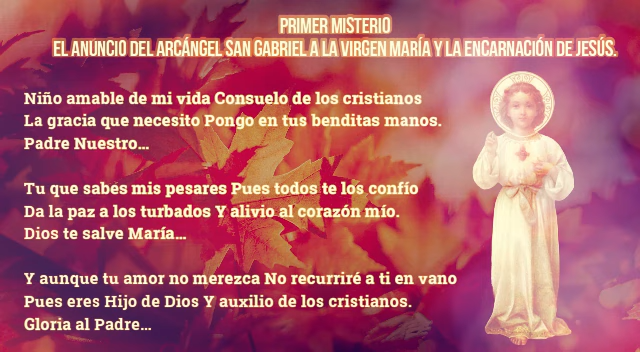 PRIMER MISTERIO
EL ANUNCIO DEL ARCÁNGEL SAN GABRIEL A LA VIRGEN MARÍA Y LA ENCARNACIÓN DE JESÚS.
Niño amable de mi vida Consuelo de los cristianos
La gracia que necesito Pongo en tus benditas manos.
Padre Nuestro...
Tu que sabes mis pesares Pues todos te los confío
Da la paz a los turbados Y alivio al corazón mío.
Dios te salve María...
Y aunque tu amor no merezca No recurriré a ti en vano
Pues eres Hijo de Dios Y auxilio de los cristianos.
Gloria al Padre...